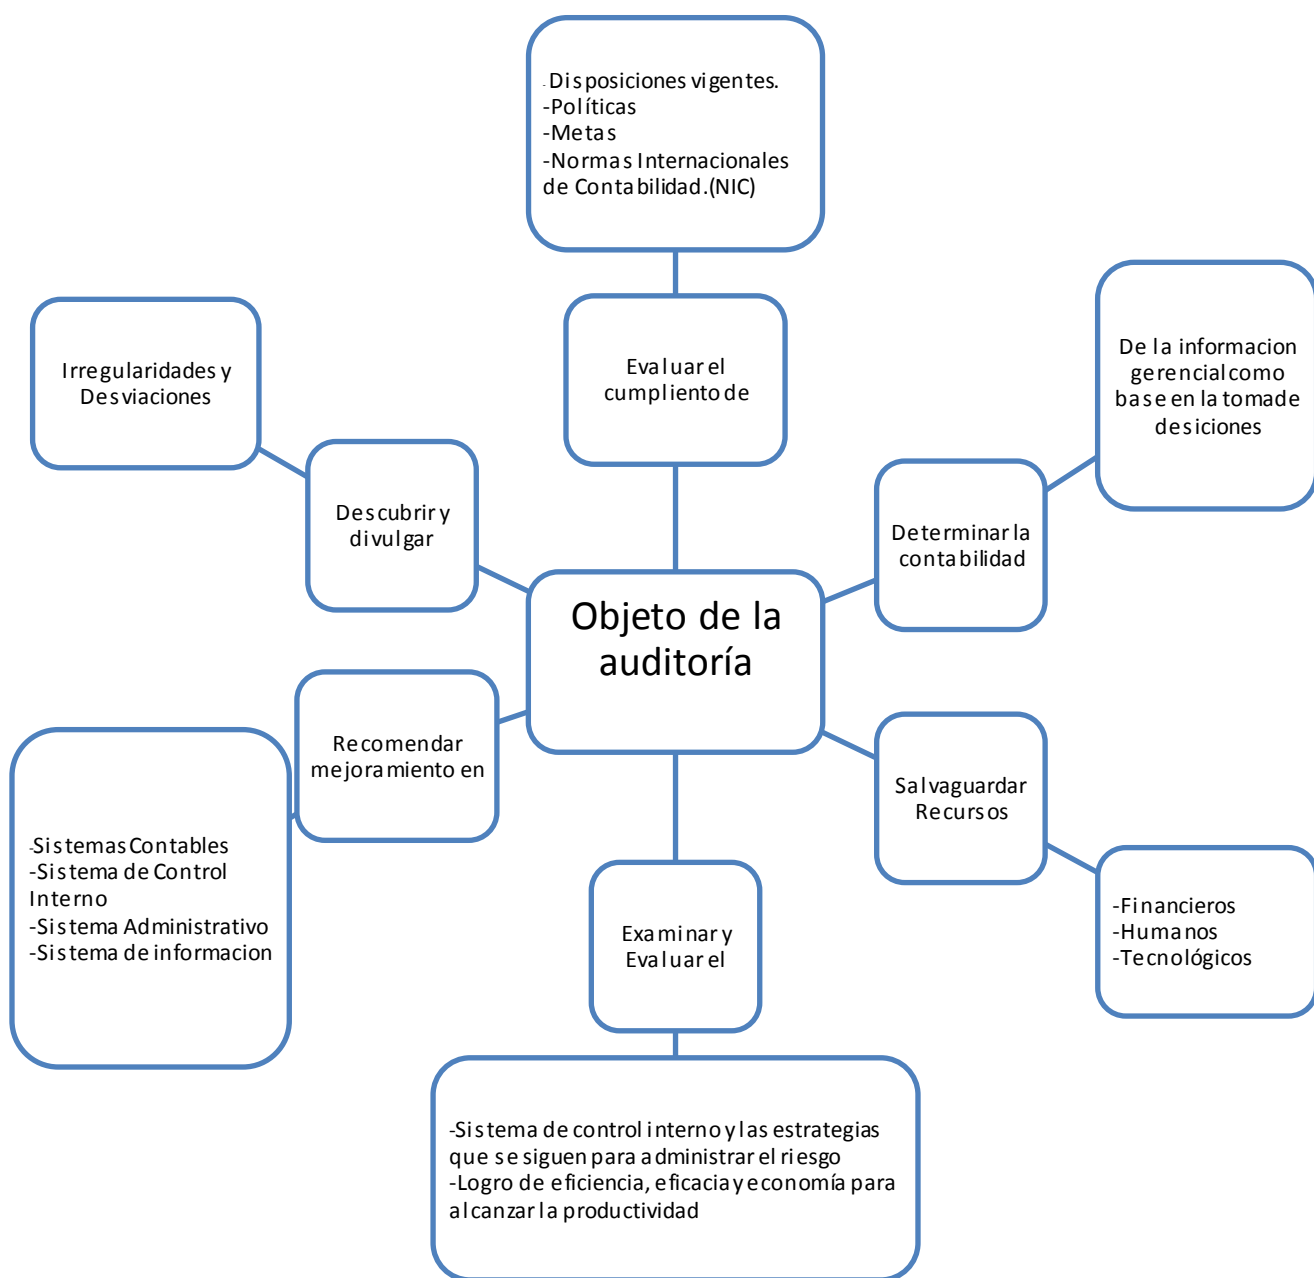 -Disposiciones vigentes.
-Políticas
-Metas
-Normas Internacionales
de Contabilidad.(NIC)
Evaluar el
cumpliento de
Irregularidades y
Desviaciones
De la informacion
gerencial como
base en la toma de
desiciones
Descubrir y
divulgar
Determinar la
contabilidad
Objeto de la
auditoría
Recomendar
mejoramiento en
Salvaguardar
Recursos
-Sistemas Contables
-Sistema de Control
Interno
-Sistema Administrativo
-Sistema de informacion
Examinar y
Evaluar el
-Financieros
-Humanos
-Tecnológicos
-Sistema de control interno y las estrategias
que se siguen para administrar el riesgo
-Logro de eficiencia, eficacia y economía para
alcanzar la productividad